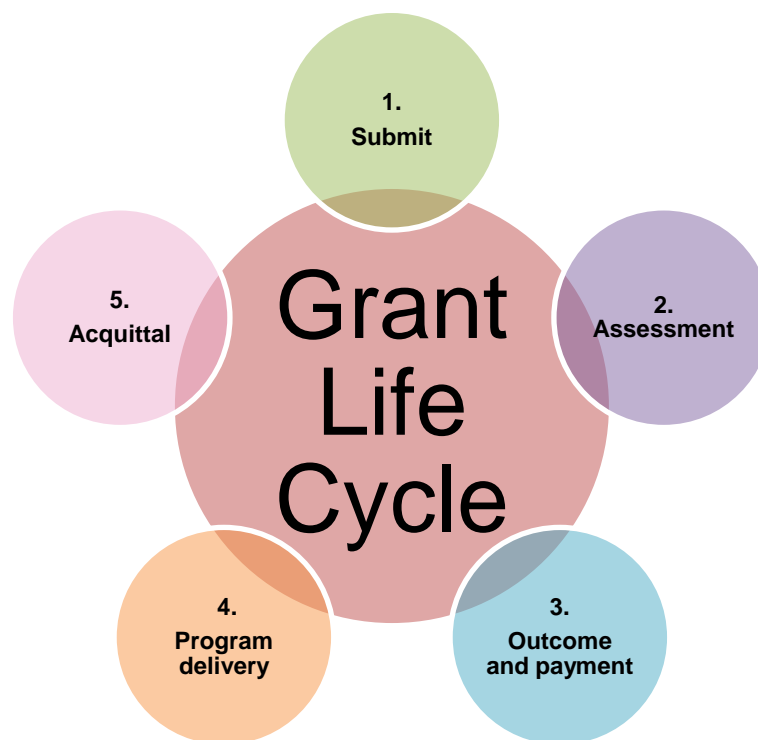 Grant
Life
Cycle
1.
Submit
2.
Assessment
3.
Outcome
and payment
4.
Program
delivery
5.
Acquittal